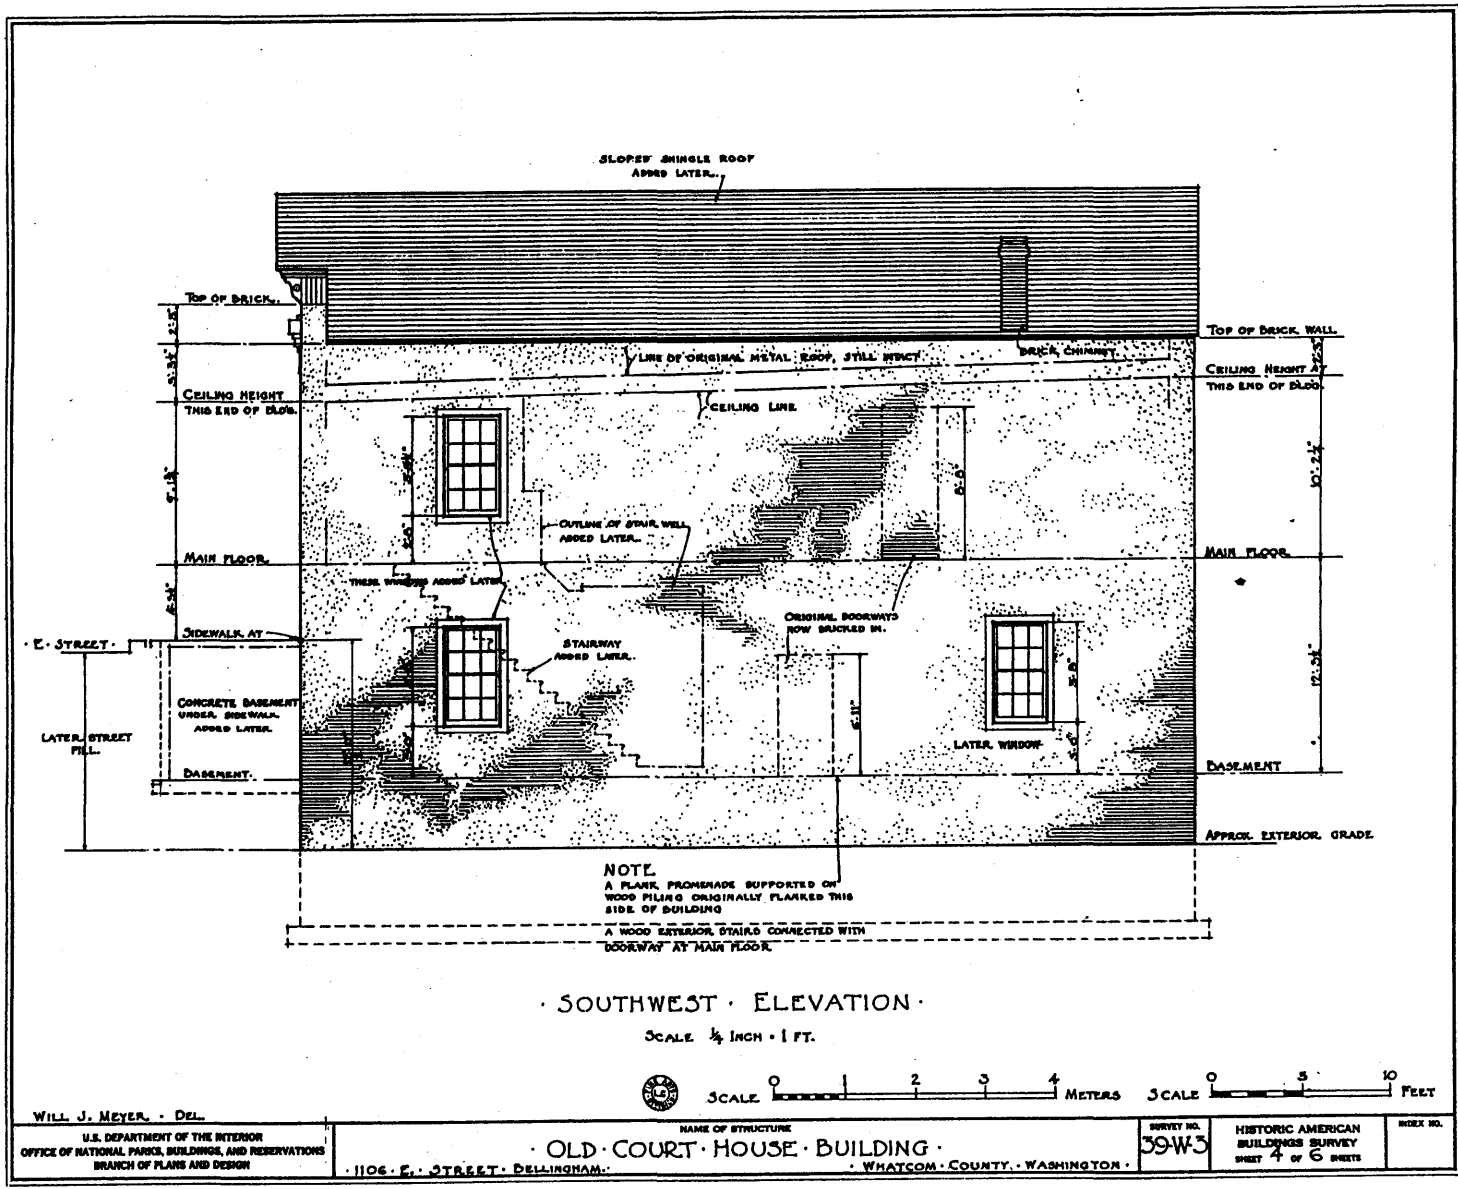 SLOPED SHINGLE ROOF
ADDED LATER.
TOP OF BRICK.
TOP OF BRICK WALL
LINE OF ORIGINAL METAL ROOF, STILL INTACT
BRICK CHIMNEY
CEILING HEIGHT
THIS END OF BLDG.
CEILING HEIGHT AT
THIS END OF BLDG.
CEILING LINE
8'-0"
10'-2½"
OUTLINE OF STAIR WELL
ADDED LATER.
MAIN FLOOR
MAIN FLOOR
THESE WINDOWS ADDED LATER
ORIGINAL DOORWAYS
NOW BRICKED IN.
SIDEWALK AT
· E · STREET ·
STAIRWAY
ADDED LATER.
CONCRETE BASEMENT
UNDER SIDEWALK
ADDED LATER
6'-11"
LATER STREET
FILL.
LATER WINDOW
BASEMENT
BASEMENT
APPROX. EXTERIOR GRADE
NOTE
A PLANK PROMENADE SUPPORTED ON
WOOD PILING ORIGINALLY FLANKED THIS
SIDE OF BUILDING
A WOOD EXTERIOR STAIRS CONNECTED WITH
DOORWAY AT MAIN FLOOR
· SOUTHWEST · ELEVATION ·
SCALE ¼ INCH = 1 FT.
SCALE 0 1 2 3 4 METERS
SCALE 0 5 10 FEET
WILL J. MEYER · DEL.
U.S. DEPARTMENT OF THE INTERIOR
OFFICE OF NATIONAL PARKS, BUILDINGS, AND RESERVATIONS
BRANCH OF PLANS AND DESIGN
NAME OF STRUCTURE
· OLD · COURT · HOUSE · BUILDING ·
· 1106 · E · STREET · BELLINGHAM · · WHATCOM · COUNTY · WASHINGTON ·
SURVEY NO.
39-W-3
HISTORIC AMERICAN
BUILDINGS SURVEY
SHEET 4 OF 6 SHEETS
INDEX NO.